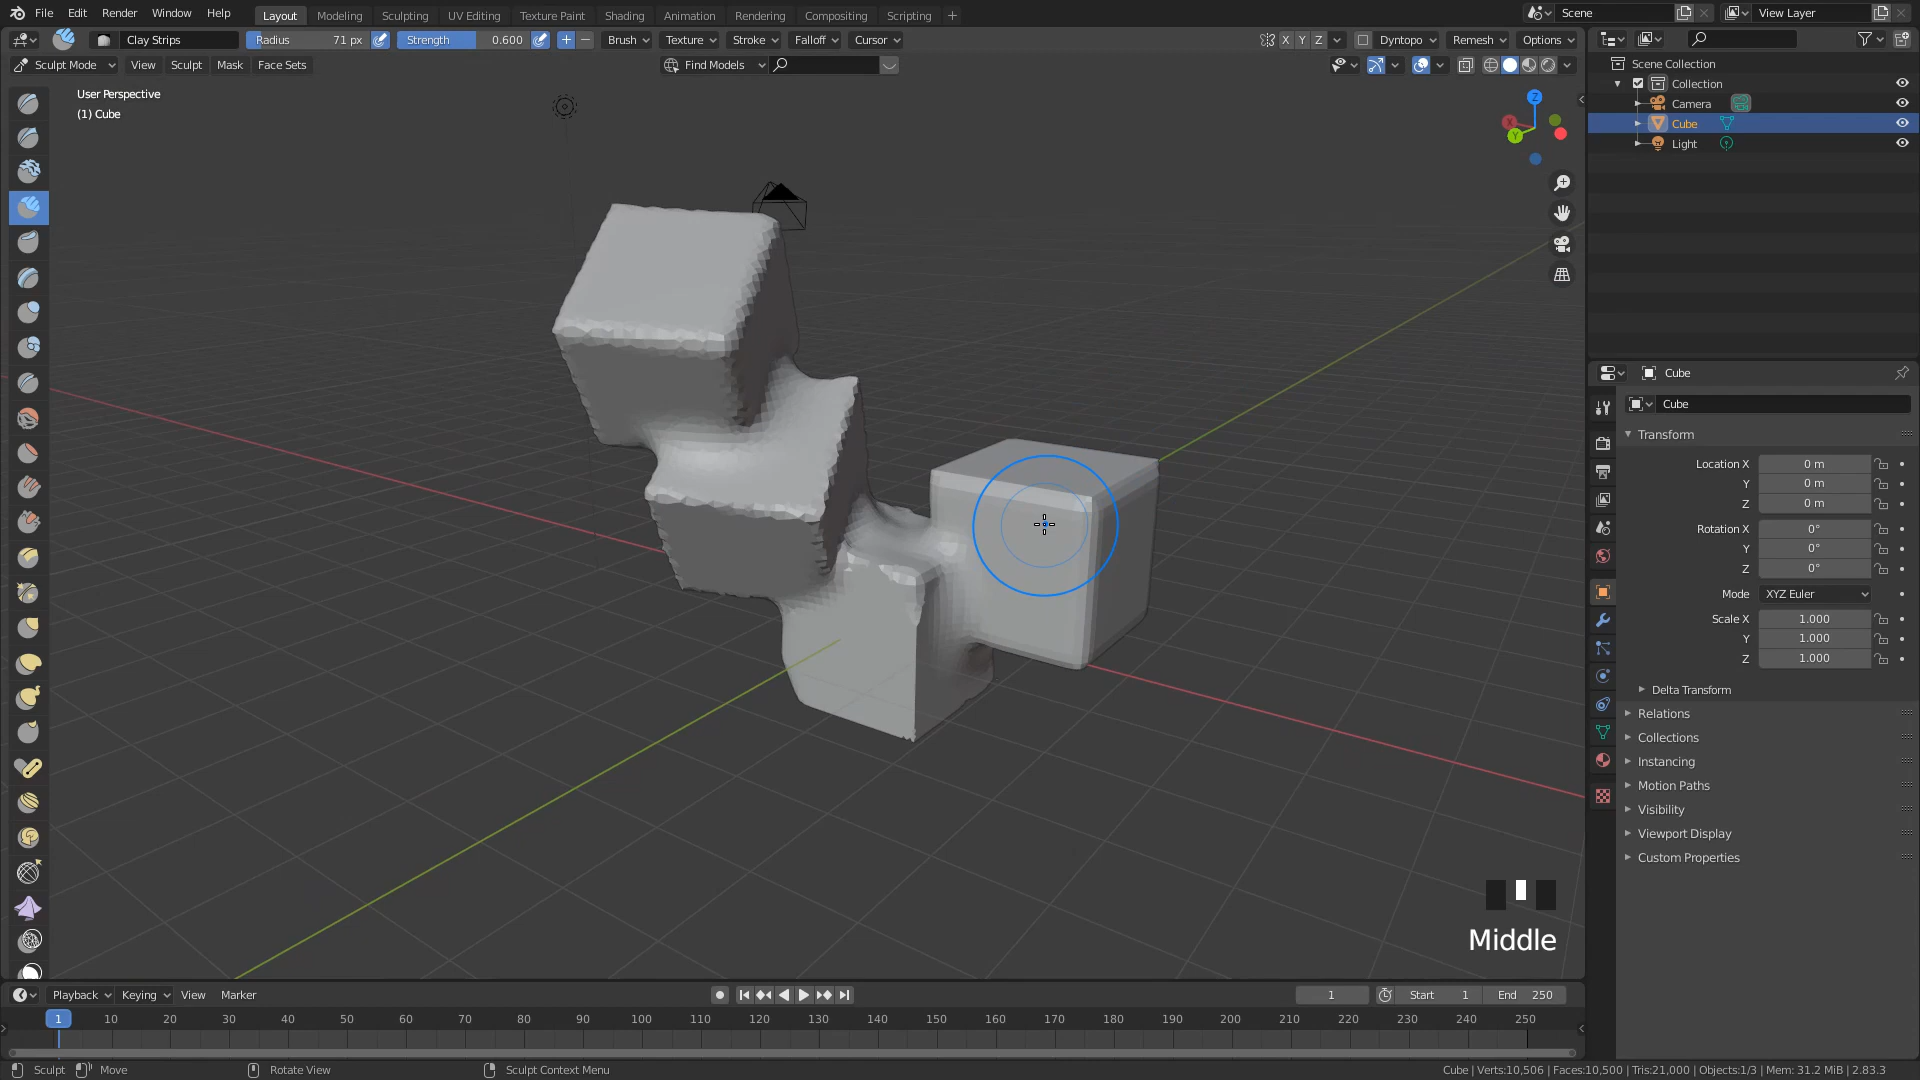 File Edit Render Window Help Layout Modeling Sculpting UV Editing Texture Paint Shading Animation Rendering Compositing Scripting + Scene View Layer
Clay Strips Radius 71 px Strength 0.600 + − Brush Texture Stroke Falloff Cursor X Y Z Dyntopo Remesh Options
Sculpt Mode View Sculpt Mask Face Sets Find Models
Scene Collection
Collection
Camera
Cube
Light
User Perspective
(1) Cube
Z
X
Y
Cube
Cube
Transform
Location X 0 m
Y 0 m
Z 0 m
Rotation X 0°
Y 0°
Z 0°
Mode XYZ Euler
Scale X 1.000
Y 1.000
Z 1.000
Delta Transform
Relations
Collections
Instancing
Motion Paths
Visibility
Viewport Display
Custom Properties
Middle
Playback Keying View Marker 1 Start 1 End 250
1 10 20 30 40 50 60 70 80 90 100 110 120 130 140 150 160 170 180 190 200 210 220 230 240 250
Sculpt Move Rotate View Sculpt Context Menu Cube | Verts:10,506 | Faces:10,500 | Tris:21,000 | Objects:1/3 | Mem: 31.2 MiB | 2.83.3